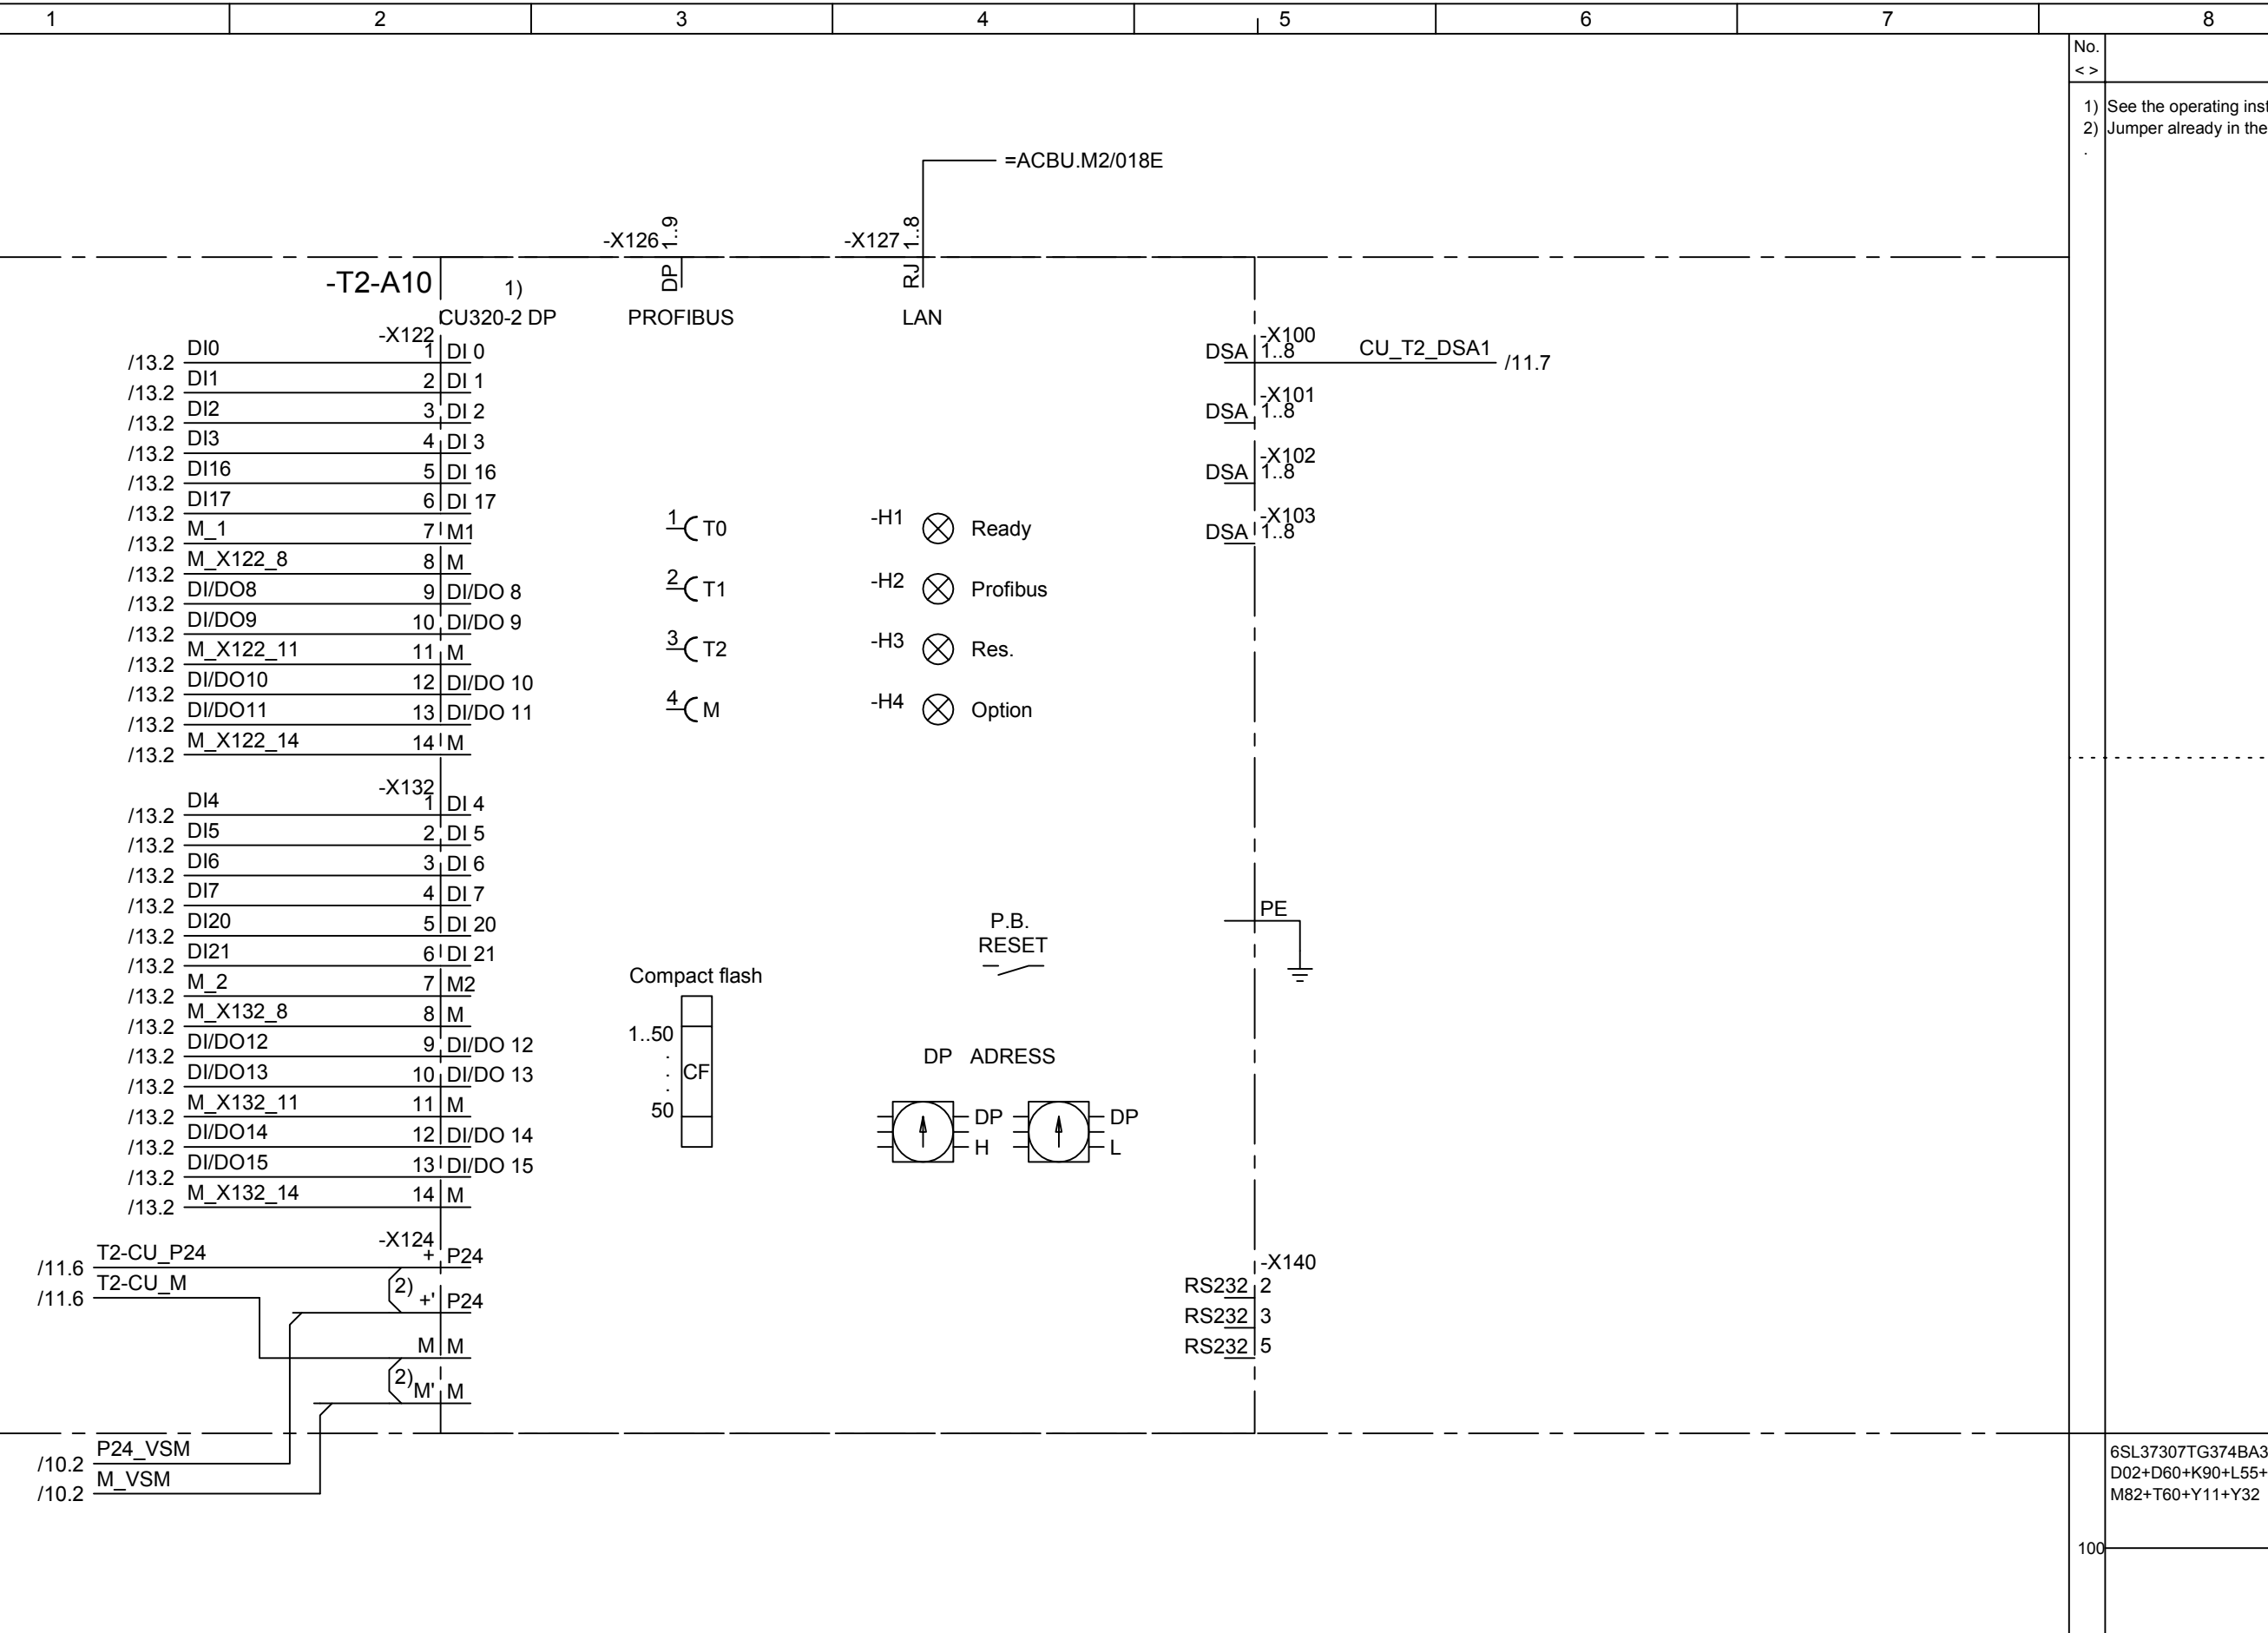 1 2 3 4 5 6 7 8
No.
< >
1) See the operating inst
2) Jumper already in the
.
=ACBU.M2/018E
-X126 1..9 -X127 1..8
-T2-A10 1) DP RJ
CU320-2 DP PROFIBUS LAN
-X122
/13.2 DI0 1 DI 0
/13.2 DI1 2 DI 1
/13.2 DI2 3 DI 2
/13.2 DI3 4 DI 3
/13.2 DI16 5 DI 16
/13.2 DI17 6 DI 17
/13.2 M_1 7 M1
/13.2 M_X122_8 8 M
/13.2 DI/DO8 9 DI/DO 8
/13.2 DI/DO9 10 DI/DO 9
/13.2 M_X122_11 11 M
/13.2 DI/DO10 12 DI/DO 10
/13.2 DI/DO11 13 DI/DO 11
/13.2 M_X122_14 14 M
-X132
/13.2 DI4 1 DI 4
/13.2 DI5 2 DI 5
/13.2 DI6 3 DI 6
/13.2 DI7 4 DI 7
/13.2 DI20 5 DI 20
/13.2 DI21 6 DI 21
/13.2 M_2 7 M2
/13.2 M_X132_8 8 M
/13.2 DI/DO12 9 DI/DO 12
/13.2 DI/DO13 10 DI/DO 13
/13.2 M_X132_11 11 M
/13.2 DI/DO14 12 DI/DO 14
/13.2 DI/DO15 13 DI/DO 15
/13.2 M_X132_14 14 M
-X124
/11.6 T2-CU_P24 + P24
/11.6 T2-CU_M 2) +' P24
M M
2) M' M
/10.2 P24_VSM
/10.2 M_VSM
1 T0
2 T1
3 T2
4 M
-H1 Ready
-H2 Profibus
-H3 Res.
-H4 Option
Compact flash
1..50
.
. CF
.
50
P.B.
RESET
DP ADRESS
DP DP
H L
-X100
DSA 1..8 CU_T2_DSA1 /11.7
-X101
DSA 1..8
-X102
DSA 1..8
-X103
DSA 1..8
PE
-X140
RS232 2
RS232 3
RS232 5
6SL37307TG374BA3
D02+D60+K90+L55+
M82+T60+Y11+Y32
100